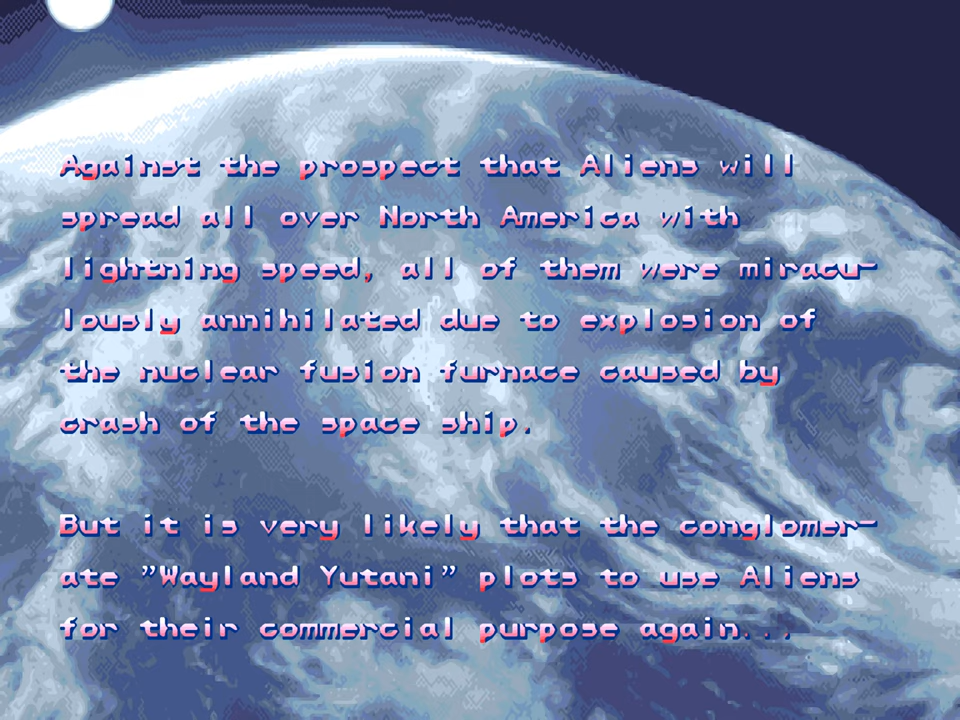 Against the prospect that Aliens will
spread all over North America with
lightning speed, all of them were miracu-
lously annihilated due to explosion of
the nuclear fusion furnace caused by
crash of the space ship.
But it is very likely that the conglomer-
ate "Wayland Yutani" plots to use Aliens
for their commercial purpose again...